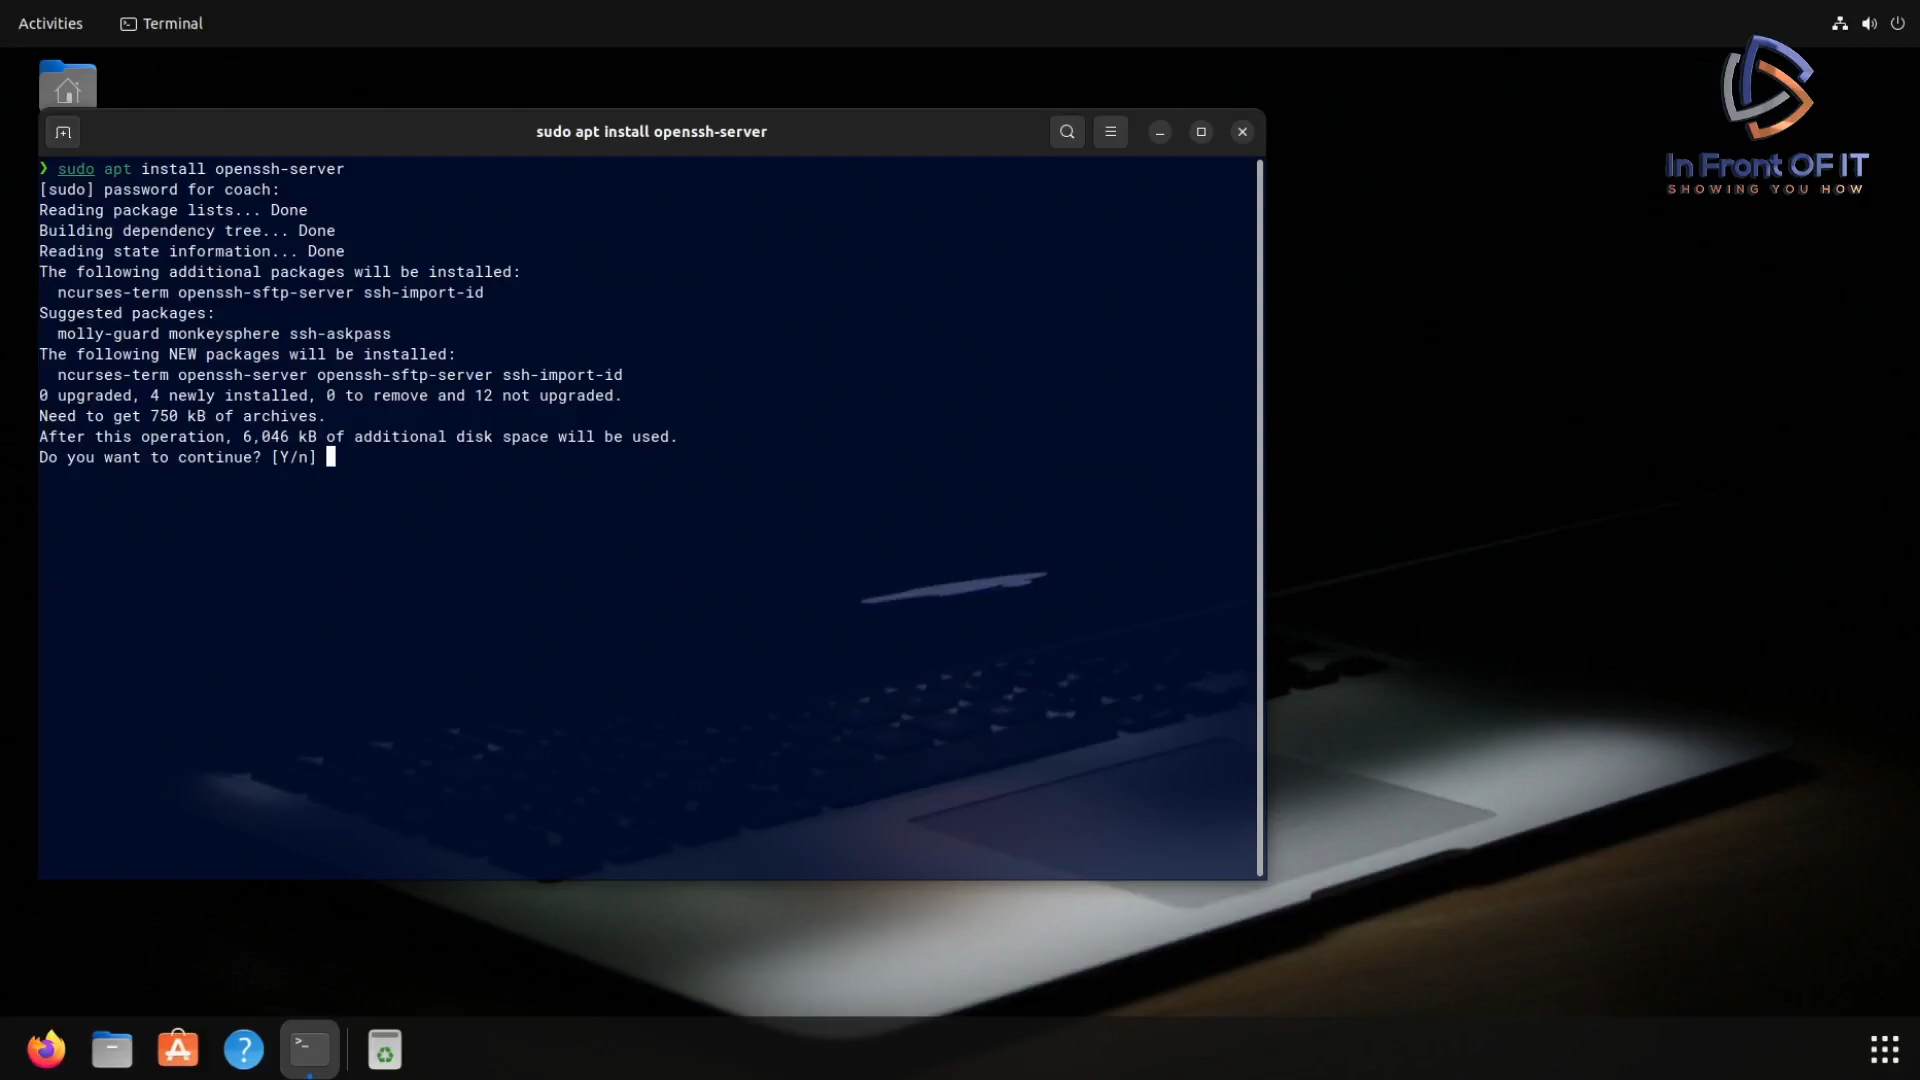 Activities
Terminal
In Front OF IT
SHOWING YOU HOW
sudo apt install openssh-server
❯ sudo apt install openssh-server
[sudo] password for coach:
Reading package lists... Done
Building dependency tree... Done
Reading state information... Done
The following additional packages will be installed:
  ncurses-term openssh-sftp-server ssh-import-id
Suggested packages:
  molly-guard monkeysphere ssh-askpass
The following NEW packages will be installed:
  ncurses-term openssh-server openssh-sftp-server ssh-import-id
0 upgraded, 4 newly installed, 0 to remove and 12 not upgraded.
Need to get 750 kB of archives.
After this operation, 6,046 kB of additional disk space will be used.
Do you want to continue? [Y/n]